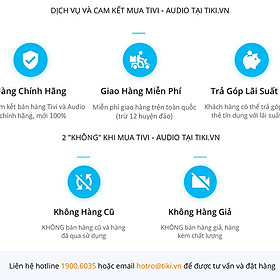 DỊCH VỤ VÀ CAM KẾT MUA TIVI - AUDIO TẠI TIKI.VN
Hàng Chính Hãng
kết bán hàng Tivi và Audio
chính hãng, mới 100%
Giao Hàng Miễn Phí
Miễn phí giao hàng trên toàn quốc
(trừ 12 huyện đảo)
Trả Góp Lãi Suất
Khách hàng có thể trả góp
thẻ tín dụng với lãi suất
2 "KHÔNG" KHI MUA TIVI - AUDIO TẠI TIKI.VN
Không Hàng Cũ
KHÔNG bán hàng cũ và hàng
đã qua sử dụng
Không Hàng Giả
KHÔNG bán hàng giả, hàng
kém chất lượng
Liên hệ hotline 1900.6035 hoặc email hotro@tiki.vn để được tư vấn và đặt hàng